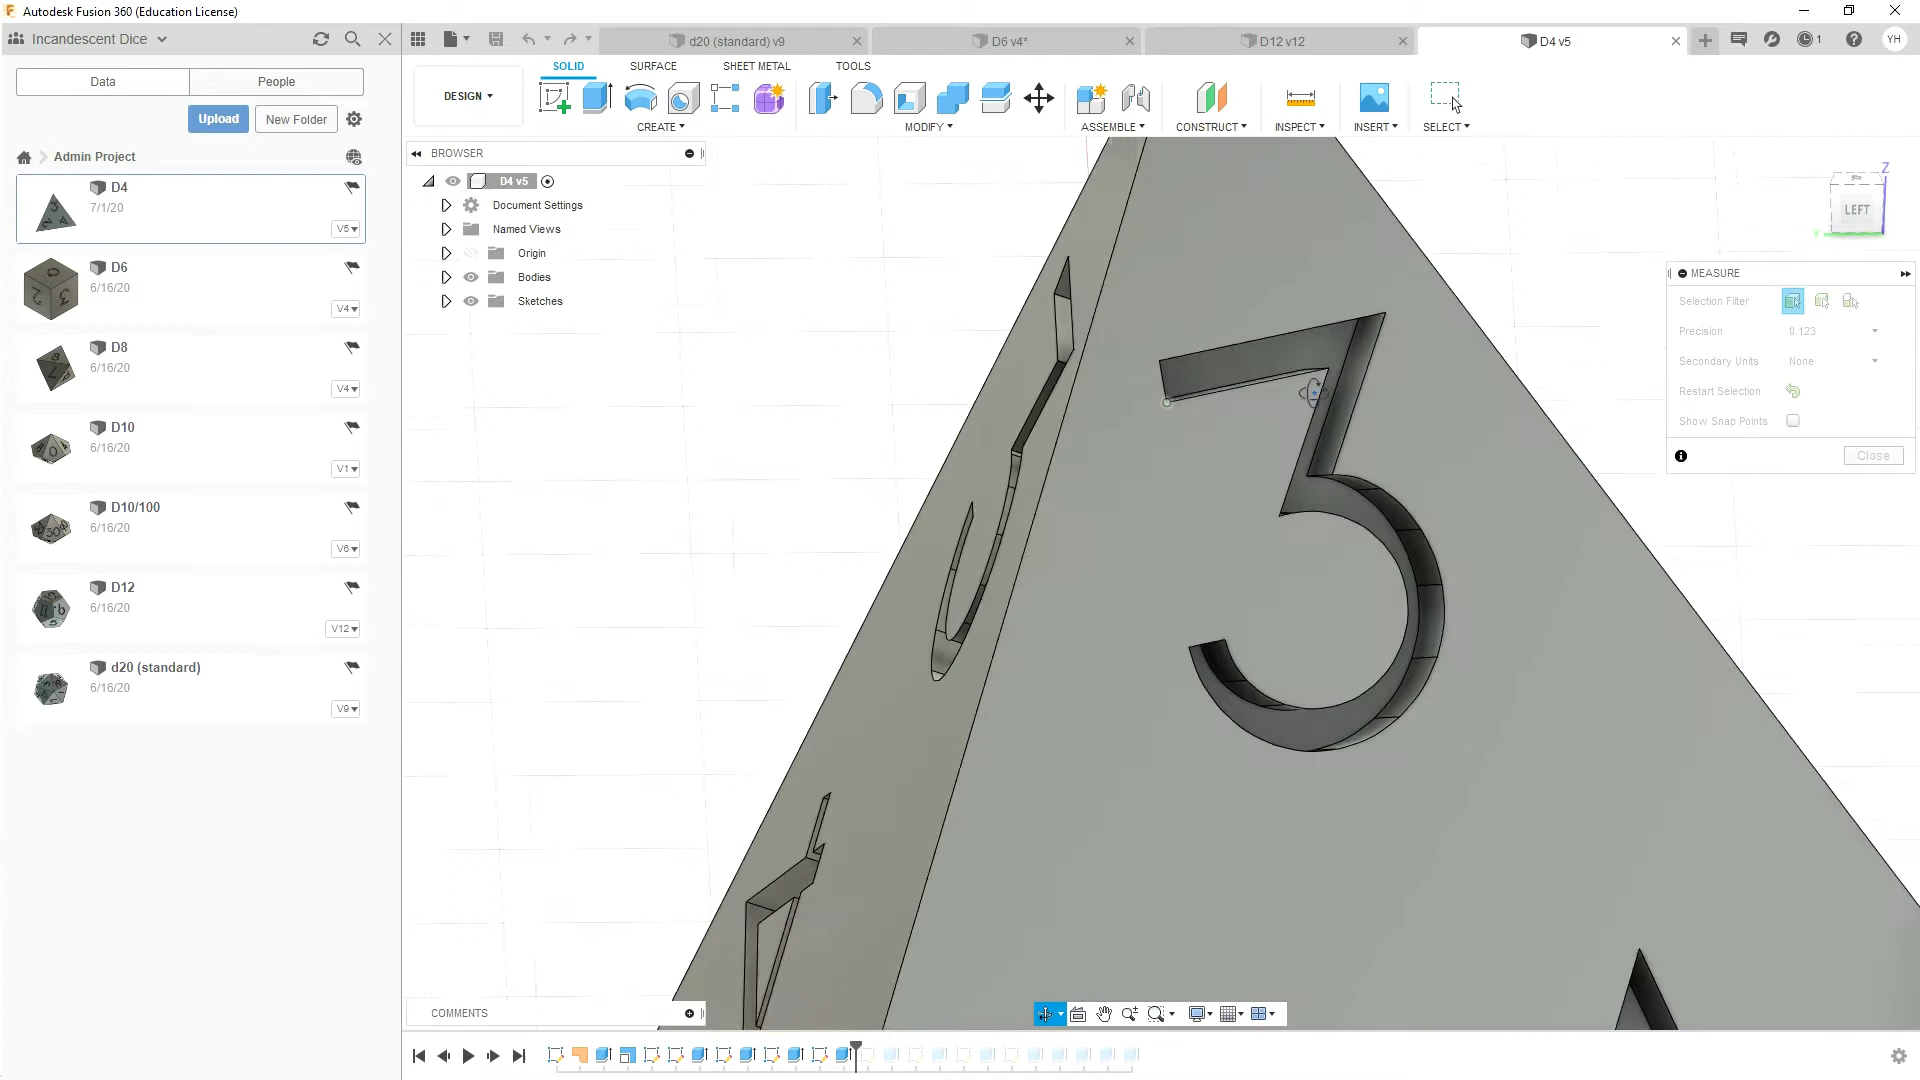 Autodesk Fusion 360 (Education License)
Incandescent Dice
d20 (standard) v9
D6 v4*
D12 v12
D4 v5
1
YH
Data
People
DESIGN
SOLID
SURFACE
SHEET METAL
TOOLS
Upload
New Folder
CREATE
MODIFY
ASSEMBLE
CONSTRUCT
INSPECT
INSERT
SELECT
Admin Project
BROWSER
D4
7/1/20
V5
D4 v5
Document Settings
Named Views
Origin
Bodies
Sketches
Z
LEFT
D6
6/16/20
V4
MEASURE
Selection Filter
Precision
0.123
Secondary Units
None
Restart Selection
Show Snap Points
Close
D8
6/16/20
V4
D10
6/16/20
V1
D10/100
6/16/20
V6
D12
6/16/20
V12
d20 (standard)
6/16/20
V9
3
COMMENTS